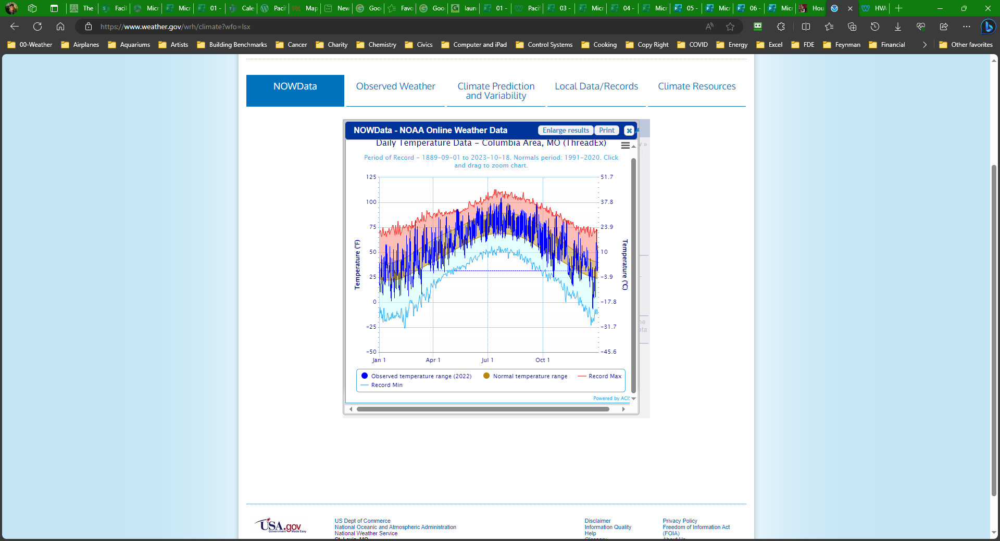 The
Facil
Micr
Micr
01 -
Cale
Pacif
Map
New
Goo
Favo
Goo
laun
01 -
Pacif
03 -
Micr
04 -
Micr
05 -
Micr
06 -
Micr
Hou
HVA
https://www.weather.gov/wrh/climate?wfo=lsx
00-Weather
Airplanes
Aquariums
Artists
Building Benchmarks
Cancer
Charity
Chemistry
Civics
Computer and iPad
Control Systems
Cooking
Copy Right
COVID
Energy
Excel
FDE
Feynman
Financial
Other favorites
NOWData
Observed Weather
Climate Prediction
and Variability
Local Data/Records
Climate Resources
NOWData - NOAA Online Weather Data
Enlarge results
Print
Daily Temperature Data – Columbia Area, MO (ThreadEx)
Period of Record – 1889-09-01 to 2023-10-18. Normals period: 1991-2020. Click
and drag to zoom chart.
Temperature (°F)
125
100
75
50
25
0
-25
-50
51.7
37.8
23.9
10
-3.9
-17.8
-31.7
-45.6
Temperature (°C)
Jan 1
Apr 1
Jul 1
Oct 1
Observed temperature range (2022)
Normal temperature range
Record Max
Record Min
Powered by ACIS
USA.gov
Government Made Easy
US Dept of Commerce
National Oceanic and Atmospheric Administration
National Weather Service
St. Louis, MO
Disclaimer
Information Quality
Help
Glossary
Privacy Policy
Freedom of Information Act
(FOIA)
About Us